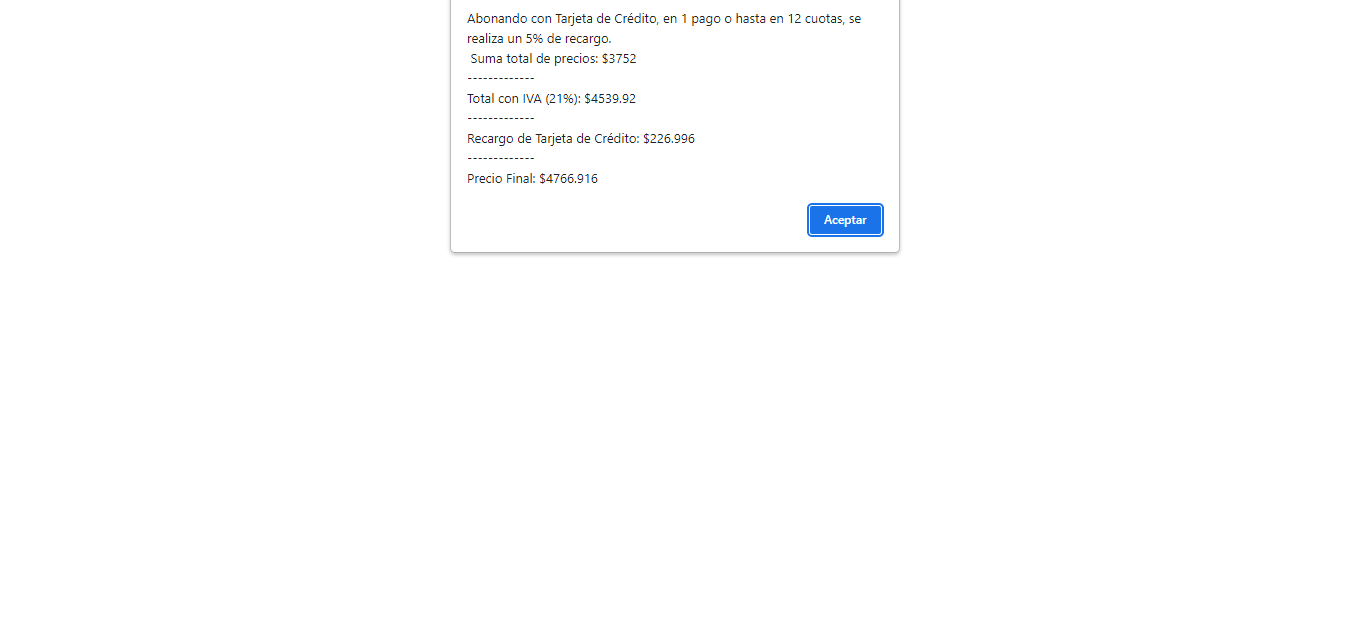 Abonando con Tarjeta de Crédito, en 1 pago o hasta en 12 cuotas, se
realiza un 5% de recargo.
Suma total de precios: $3752
-------------
Total con IVA (21%): $4539.92
-------------
Recargo de Tarjeta de Crédito: $226.996
-------------
Precio Final: $4766.916
Aceptar